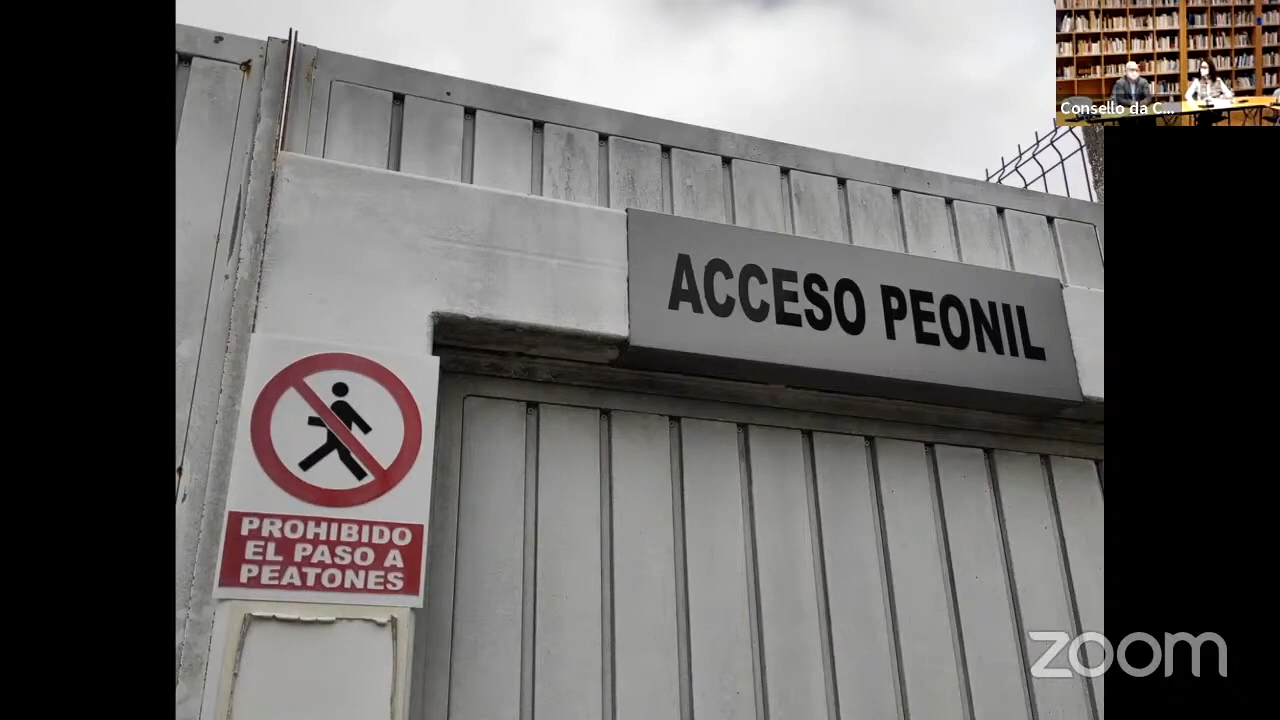 Consello da C...
ACCESO PEONIL
PROHIBIDO
EL PASO A
PEATONES
zoom